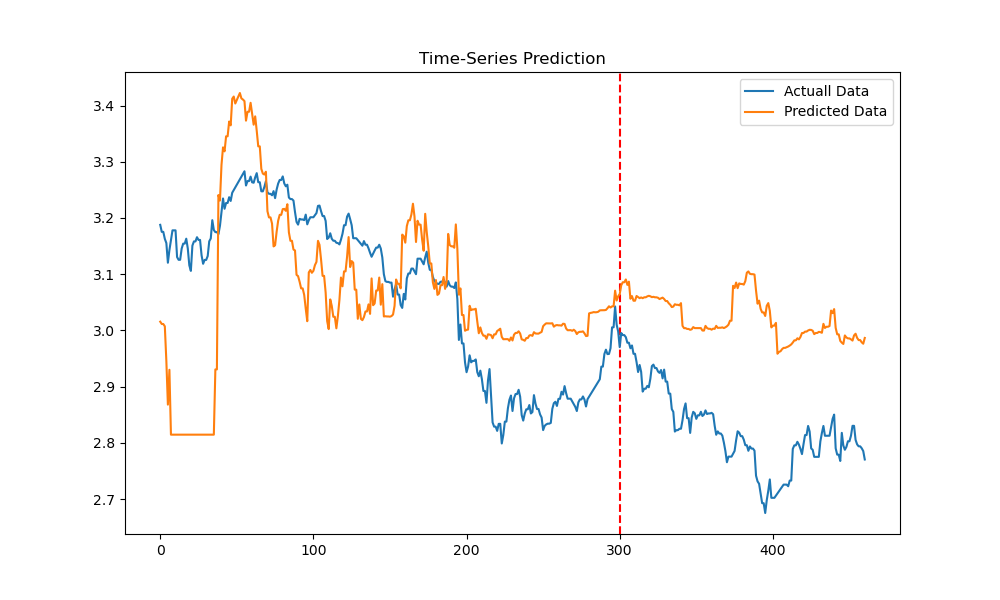 Time-Series Prediction
Actuall Data
Predicted Data
3.4
3.3
3.2
3.1
3.0
2.9
2.8
2.7
0 100 200 300 400